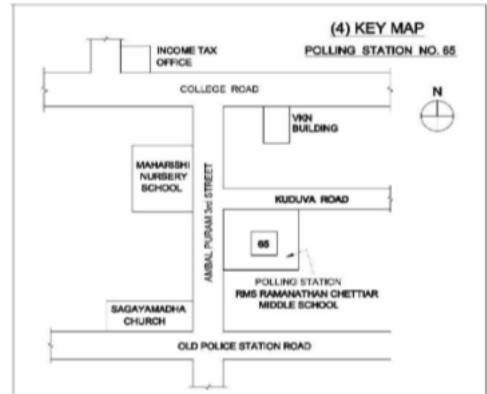 (4) KEY MAP
POLLING STATION NO. 65
INCOME TAX
OFFICE
COLLEGE ROAD
N
VKN
BUILDING
MAHARISHI
NURSERY
SCHOOL
KUDUVA ROAD
AMBAL PURAM 3rd STREET
65
POLLING STATION
RMS RAMANATHAN CHETTIAR
MIDDLE SCHOOL
SAGAYAMADHA
CHURCH
OLD POLICE STATION ROAD